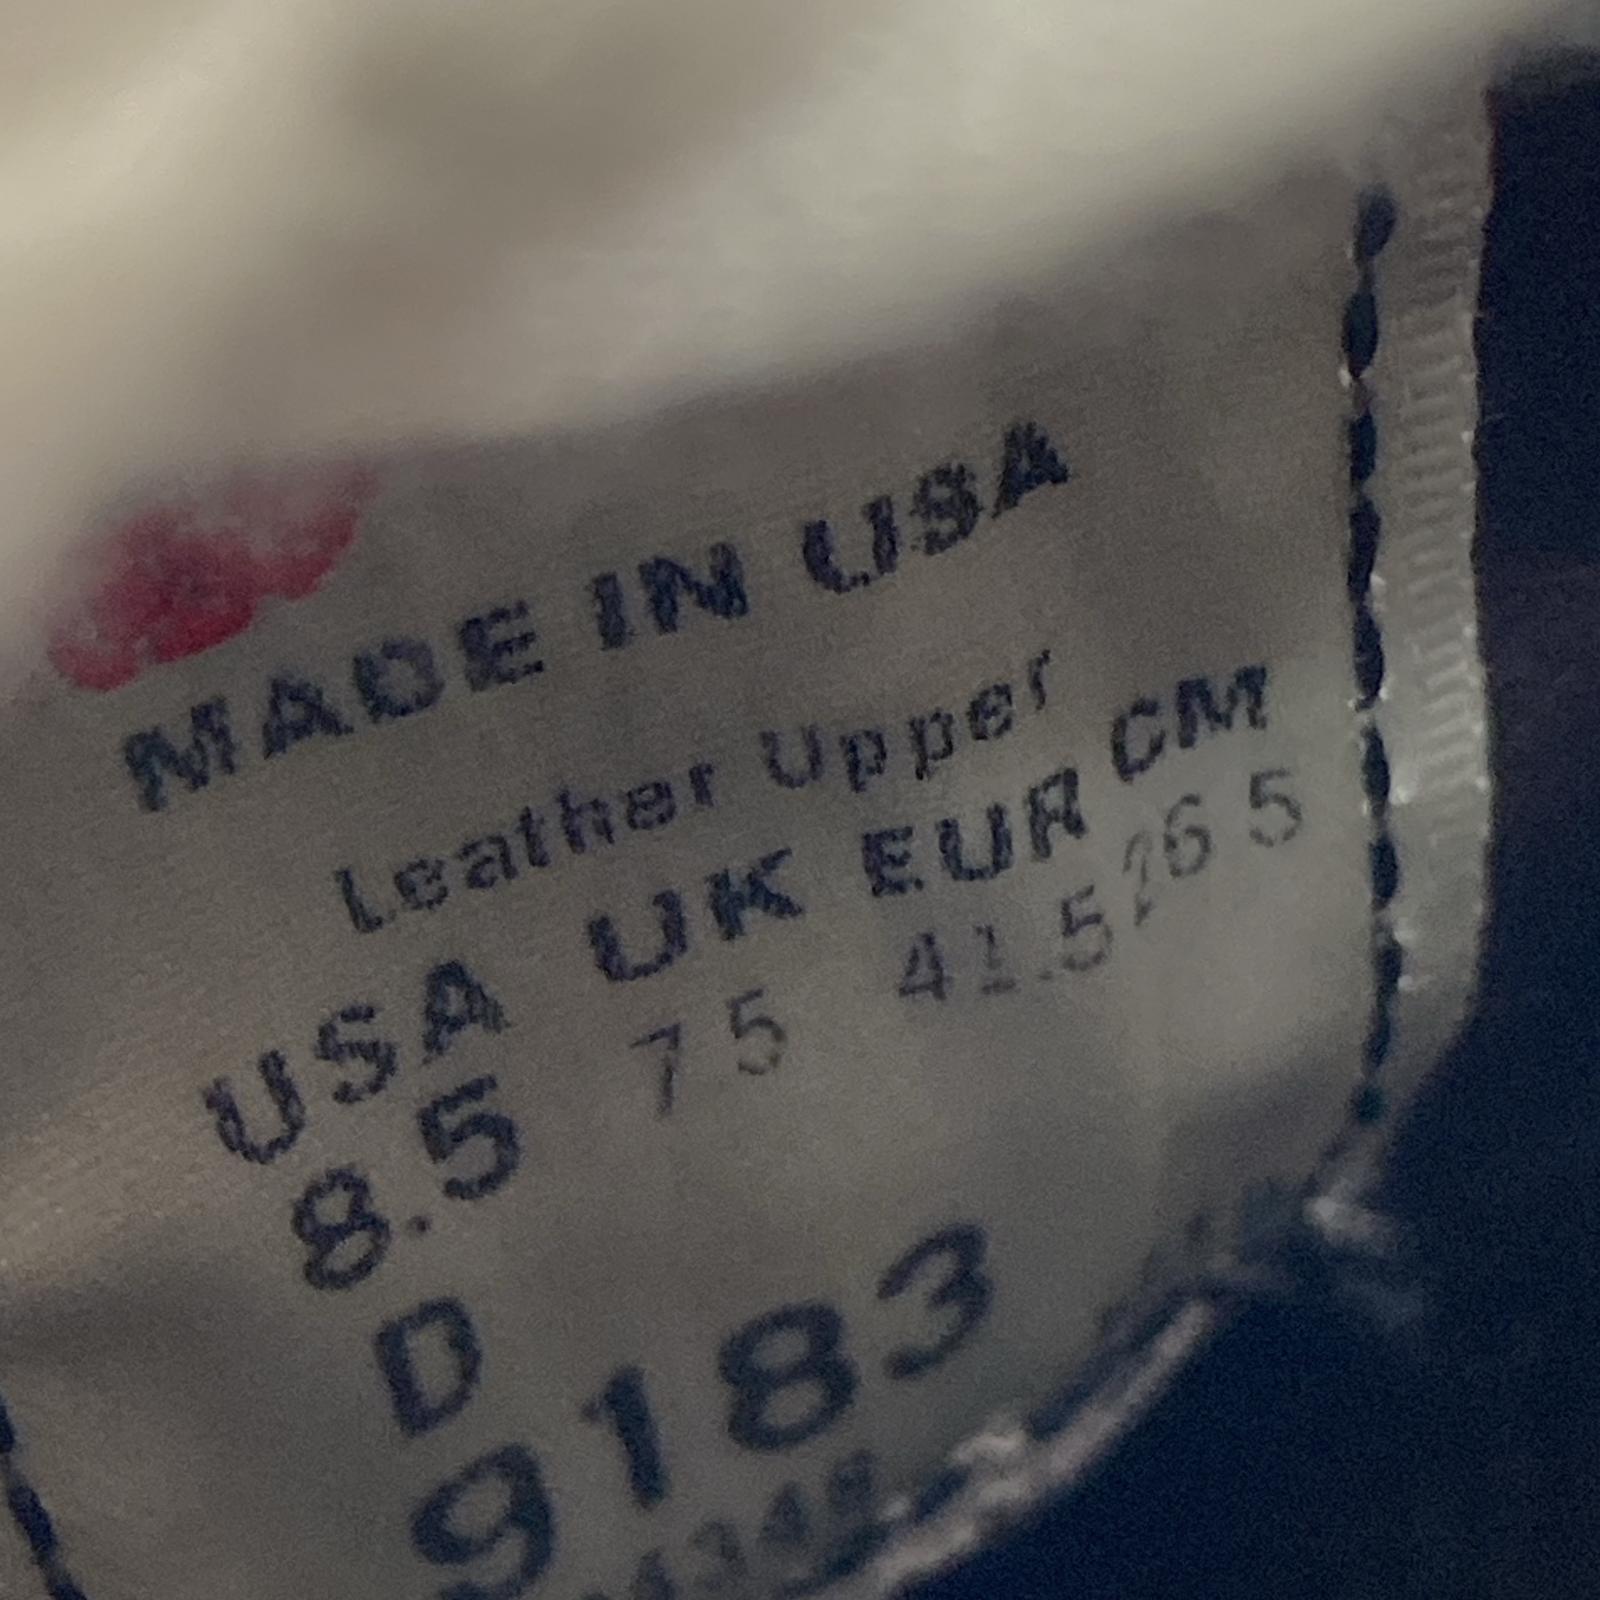 MADE IN USA
Leather Upper
USA UK EUR CM
8.5 7 5 41.5 26 5
D
9183